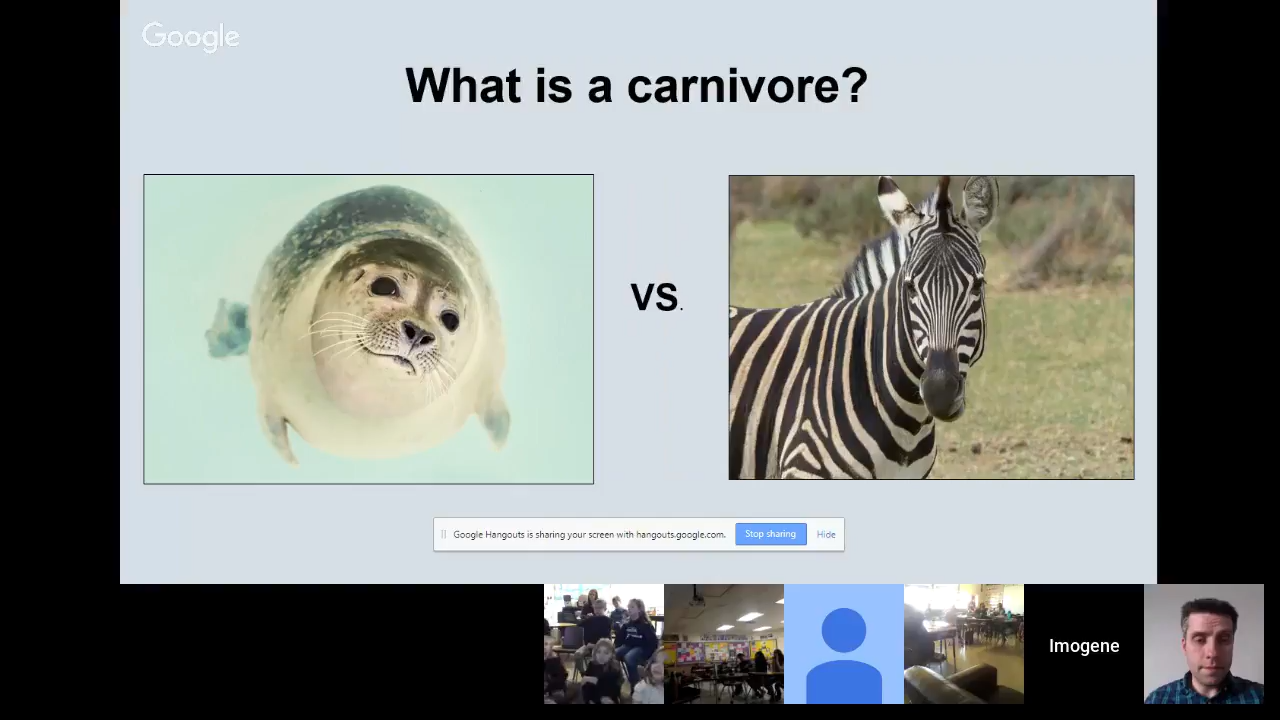 Google
What is a carnivore?
VS.
Google Hangouts is sharing your screen with hangouts.google.com.
Stop sharing
Hide
Imogene